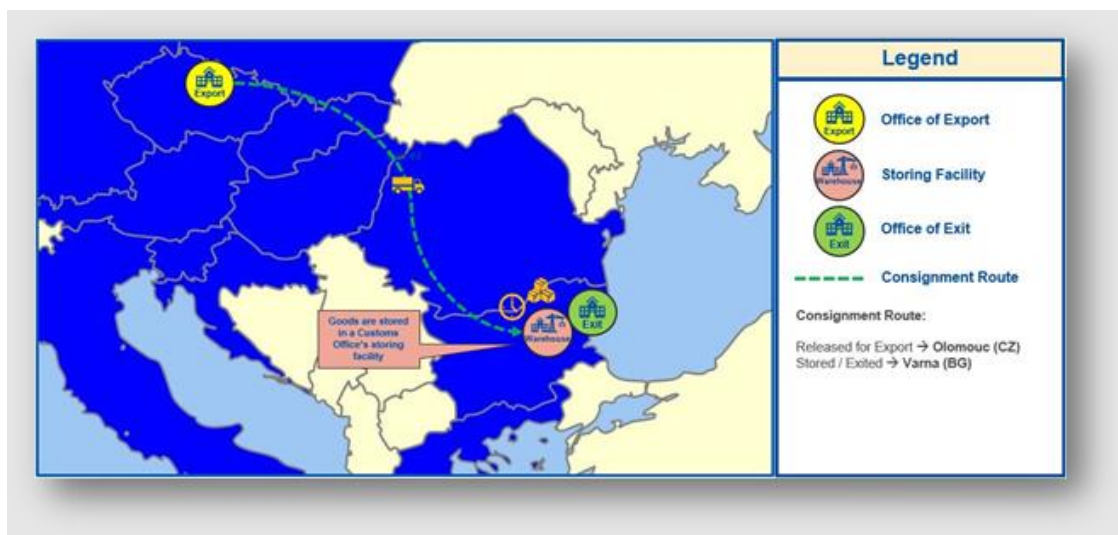 Export
Goods are stored
in a Customs
Office's storing
facility
Warehouse
Exit
Legend
Export
Office of Export
Warehouse
Storing Facility
Exit
Office of Exit
Consignment Route
Consignment Route:
Released for Export → Olomouc (CZ)
Stored / Exited → Varna (BG)